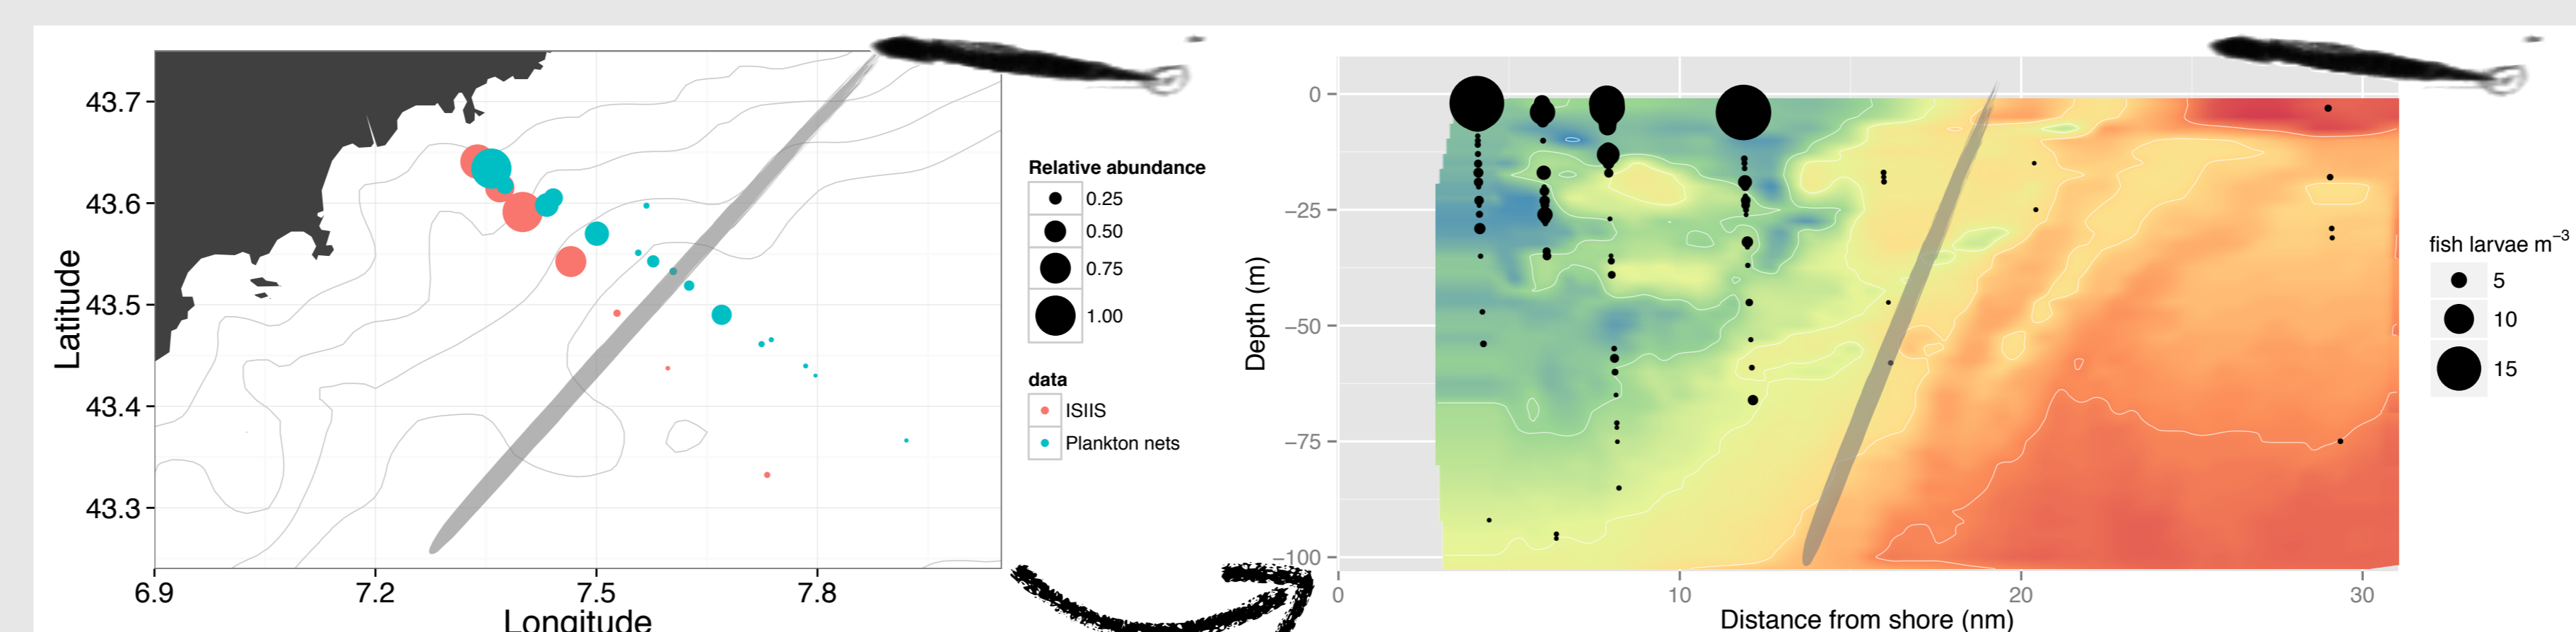 43.7
43.6
43.5
43.4
43.3
Latitude
6.9 7.2 7.5 7.8
Longitude
Relative abundance
0.25
0.50
0.75
1.00
data
ISIIS
Plankton nets
0
−25
−50
−75
−100
Depth (m)
0 10 20 30
Distance from shore (nm)
fish larvae m⁻³
5
10
15